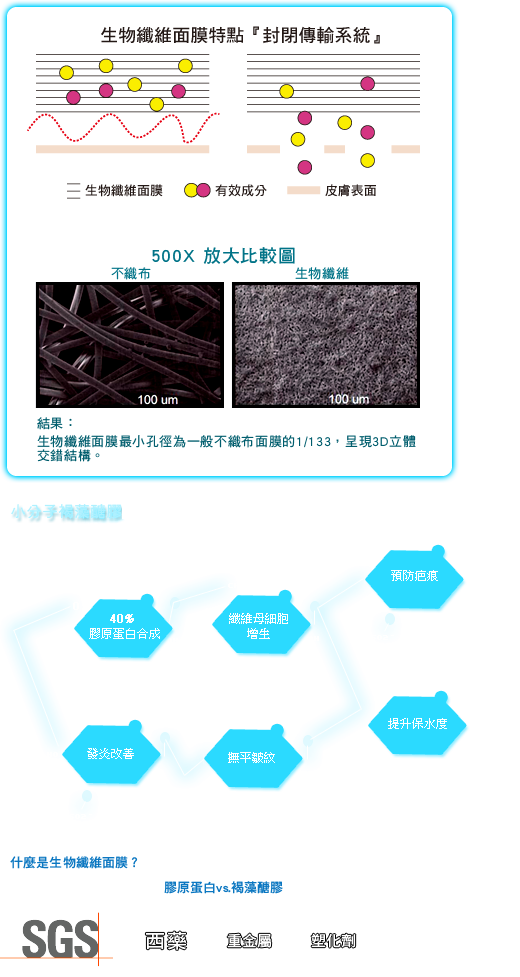 生物纖維面膜特點『封閉傳輸系統』
生物纖維面膜
有效成分
皮膚表面
500X 放大比較圖
不織布
生物纖維
100 um
100 um
結果：
生物纖維面膜最小孔徑為一般不織布面膜的1/133，呈現3D立體
交錯結構。
小分子褐藻醣膠
預防疤痕
40%
膠原蛋白合成
纖維母細胞
增生
提升保水度
發炎改善
撫平皺紋
什麼是生物纖維面膜？
膠原蛋白vs.褐藻醣膠
SGS
西藥
重金屬
塑化劑